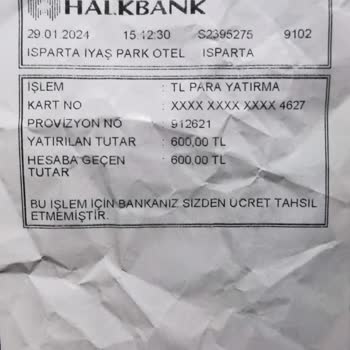 HALKBANK
29.01.2024 15:12:30 S2395275 9102
ISPARTA IYAŞ PARK OTEL ISPARTA
İŞLEM : TL PARA YATIRMA
KART NO : XXXX XXXX XXXX 4627
PROVİZYON NO : 912621
YATIRILAN TUTAR : 600,00 TL
HESABA GEÇEN : 600,00 TL
TUTAR
BU İŞLEM İÇİN BANKANIZ SİZDEN ÜCRET TAHSİL
ETMEMİŞTİR.